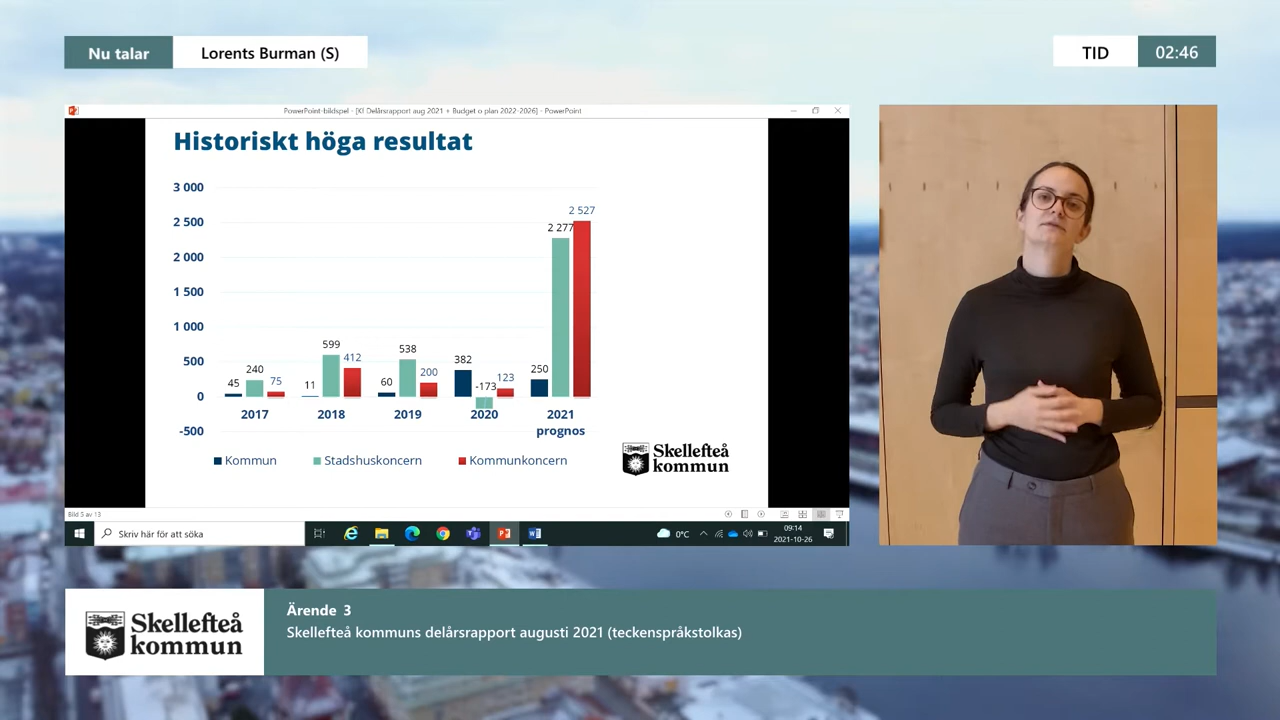 Nu talar
Lorents Burman (S)
TID
02:46
PowerPoint-bildspel - [KI Delårsrapport aug 2021 + Budget o plan 2022-2026] - PowerPoint
Historiskt höga resultat
3 000
2 500
2 000
1 500
1 000
500
0
-500
45
240
75
11
599
412
60
538
200
382
-173
123
250
2 277
2 527
2017
2018
2019
2020
2021
prognos
Kommun
Stadshuskoncern
Kommunkoncern
Skellefteå
kommun
Bild 5 av 13
Skriv här för att söka
0°C
09:14
2021-10-26
Skellefteå
kommun
Ärende 3
Skellefteå kommuns delårsrapport augusti 2021 (teckenspråkstolkas)